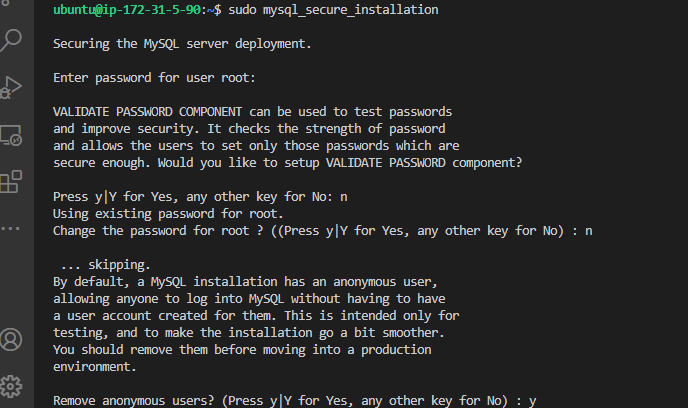 ubuntu@ip-172-31-5-90:~$ sudo mysql_secure_installation
Securing the MySQL server deployment.
Enter password for user root:
VALIDATE PASSWORD COMPONENT can be used to test passwords
and improve security. It checks the strength of password
and allows the users to set only those passwords which are
secure enough. Would you like to setup VALIDATE PASSWORD component?
Press y|Y for Yes, any other key for No: n
Using existing password for root.
Change the password for root ? ((Press y|Y for Yes, any other key for No) : n
... skipping.
By default, a MySQL installation has an anonymous user,
allowing anyone to log into MySQL without having to have
a user account created for them. This is intended only for
testing, and to make the installation go a bit smoother.
You should remove them before moving into a production
environment.
Remove anonymous users? (Press y|Y for Yes, any other key for No) : y